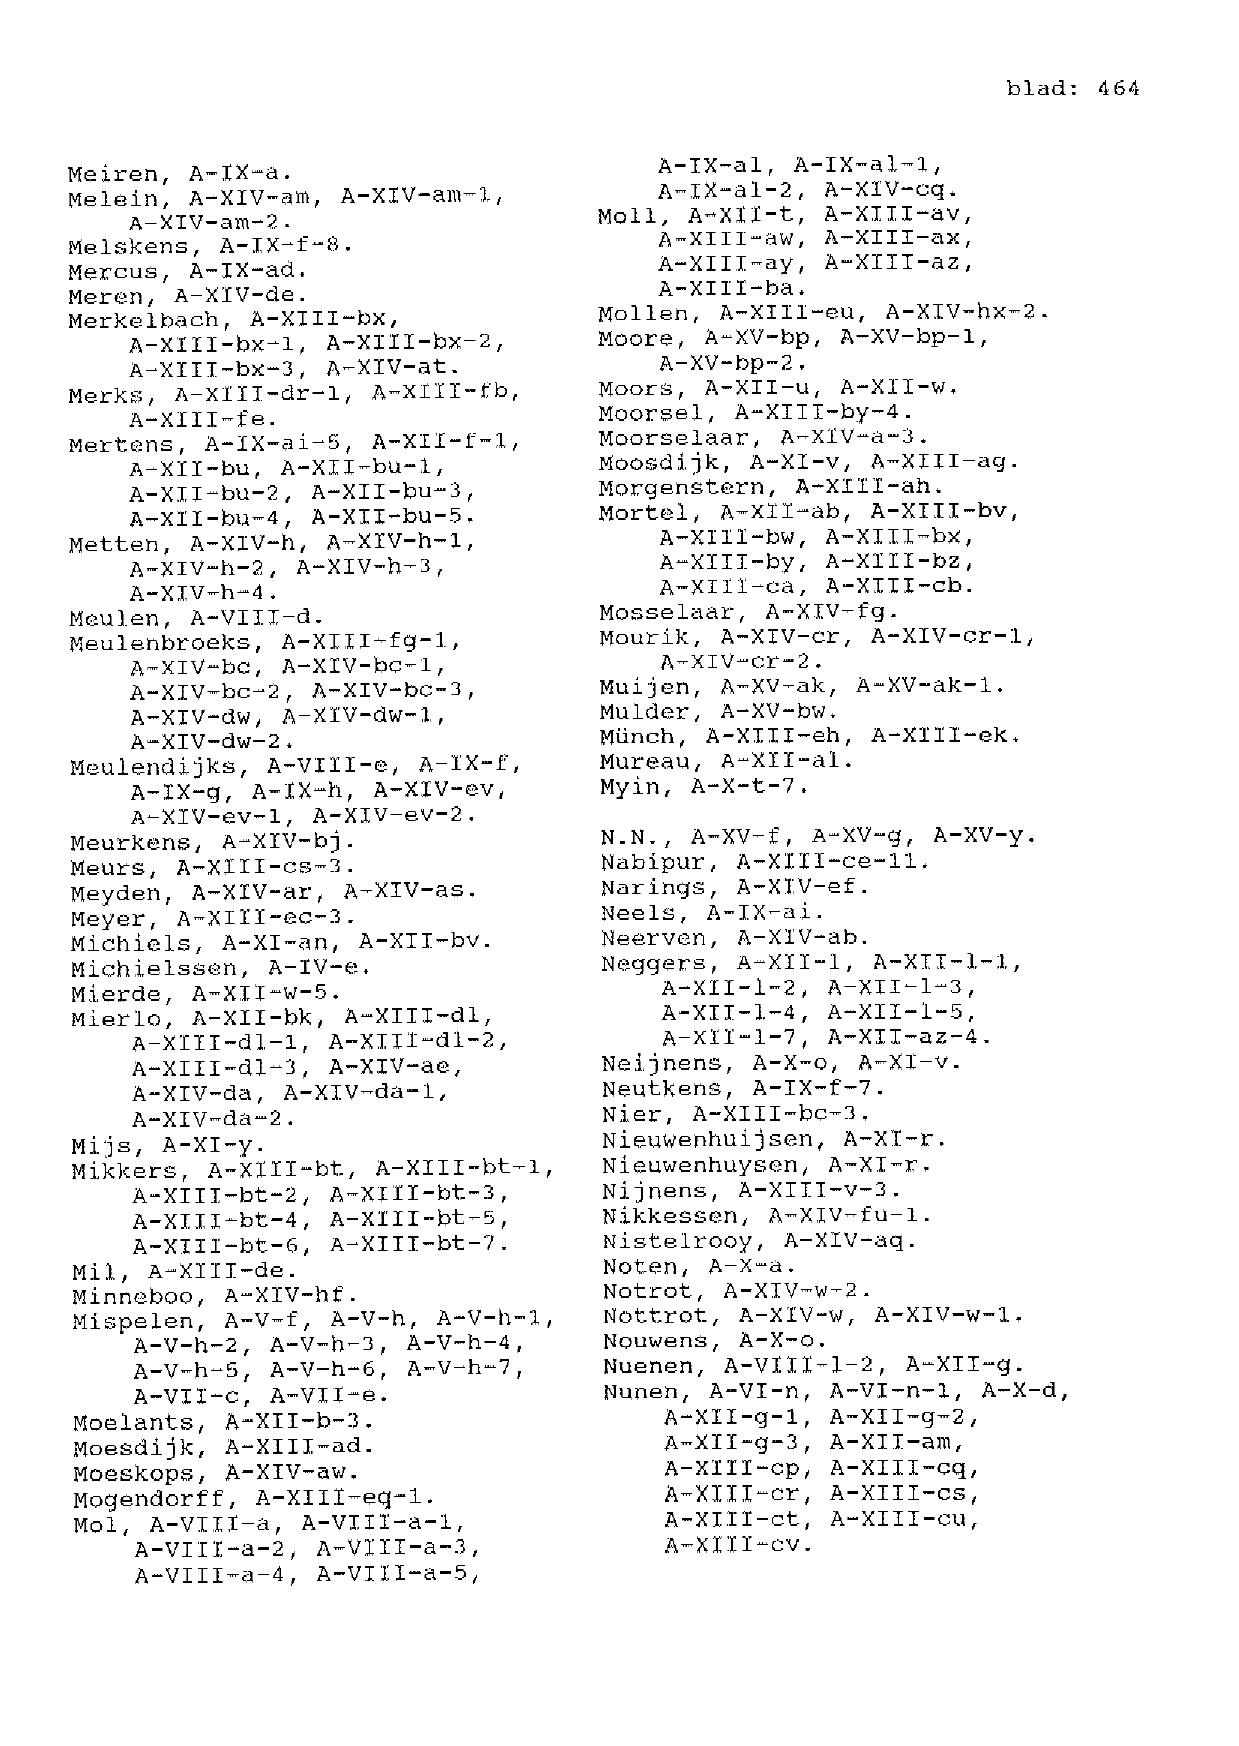 blad: 464
Meiren, A-IX-a.
Melein, A-XIV-am, A-XIV-am-1,
A-XIV-am-2.
Melskens, A-IX-f-8.
Mercus, A-IX-ad.
Meren, A-XIV-de.
Merkelbach, A-XIII-bx,
A-XIII-bx-1, A-XIII-bx-2,
A-XIII-bx-3, A-XIV-at.
Merks, A-XIII-dr-1, A-XIII-fb,
A-XIII-fe.
Mertens, A-IX-ai-5, A-XII-f-1,
A-XII-bu, A-XII-bu-1,
A-XII-bu-2, A-XII-bu-3,
A-XII-bu-4, A-XII-bu-5.
Metten, A-XIV-h, A-XIV-h-1,
A-XIV-h-2, A-XIV-h-3,
A-XIV-h-4.
Meulen, A-VIII-d.
Meulenbroeks, A-XIII-fg-1,
A-XIV-bc, A-XIV-bc-1,
A-XIV-bc-2, A-XIV-bc-3,
A-XIV-dw, A-XIV-dw-1,
A-XIV-dw-2.
Meulendijks, A-VIII-e, A-IX-f,
A-IX-g, A-IX-h, A-XIV-ev,
A-XIV-ev-1, A-XIV-ev-2.
Meurkens, A-XIV-bj.
Meurs, A-XIII-cs-3.
Meyden, A-XIV-ar, A-XIV-as.
Meyer, A-XIII-ec-3.
Michiels, A-XI-an, A-XII-bv.
Michielssen, A-IV-e.
Mierde, A-XII-w-5.
Mierlo, A-XII-bk, A-XIII-dl,
A-XIII-dl-1, A-XIII-dl-2,
A-XIII-dl-3, A-XIV-ae,
A-XIV-da, A-XIV-da-1,
A-XIV-da-2.
Mijs, A-XI-y.
Mikkers, A-XIII-bt, A-XIII-bt-1,
A-XIII-bt-2, A-XIII-bt-3,
A-XIII-bt-4, A-XIII-bt-5,
A-XIII-bt-6, A-XIII-bt-7.
Mil, A-XIII-de.
Minneboo, A-XIV-hf.
Mispelen, A-V-f, A-V-h, A-V-h-1,
A-V-h-2, A-V-h-3, A-V-h-4,
A-V-h-5, A-V-h-6, A-V-h-7,
A-VII-c, A-VII-e.
Moelants, A-XII-b-3.
Moesdijk, A-XIII-ad.
Moeskops, A-XIV-aw.
Mogendorff, A-XIII-eq-1.
Mol, A-VIII-a, A-VIII-a-1,
A-VIII-a-2, A-VIII-a-3,
A-VIII-a-4, A-VIII-a-5,
A-IX-al, A-IX-al-1,
A-IX-al-2, A-XIV-cq.
Moll, A-XII-t, A-XIII-av,
A-XIII-aw, A-XIII-ax,
A-XIII-ay, A-XIII-az,
A-XIII-ba.
Mollen, A-XIII-eu, A-XIV-hx-2.
Moore, A-XV-bp, A-XV-bp-1,
A-XV-bp-2.
Moors, A-XII-u, A-XII-w.
Moorsel, A-XIII-by-4.
Moorselaar, A-XIV-a-3.
Moosdijk, A-XI-v, A-XIII-ag.
Morgenstern, A-XIII-ah.
Mortel, A-XII-ab, A-XIII-bv,
A-XIII-bw, A-XIII-bx,
A-XIII-by, A-XIII-bz,
A-XIII-ca, A-XIII-cb.
Mosselaar, A-XIV-fg.
Mourik, A-XIV-cr, A-XIV-cr-1,
A-XIV-cr-2.
Muijen, A-XV-ak, A-XV-ak-1.
Mulder, A-XV-bw.
Münch, A-XIII-eh, A-XIII-ek.
Mureau, A-XII-al.
Myin, A-X-t-7.
N.N., A-XV-f, A-XV-g, A-XV-y.
Nabipur, A-XIII-ce-11.
Narings, A-XIV-ef.
Neels, A-IX-ai.
Neerven, A-XIV-ab.
Neggers, A-XII-l, A-XII-l-1,
A-XII-l-2, A-XII-l-3,
A-XII-l-4, A-XII-l-5,
A-XII-l-7, A-XII-az-4.
Neijnens, A-X-o, A-XI-v.
Neutkens, A-IX-f-7.
Nier, A-XIII-bc-3.
Nieuwenhuijsen, A-XI-r.
Nieuwenhuysen, A-XI-r.
Nijnens, A-XIII-v-3.
Nikkessen, A-XIV-fu-1.
Nistelrooy, A-XIV-aq.
Noten, A-X-a.
Notrot, A-XIV-w-2.
Nottrot, A-XIV-w, A-XIV-w-1.
Nouwens, A-X-o.
Nuenen, A-VIII-l-2, A-XII-g.
Nunen, A-VI-n, A-VI-n-1, A-X-d,
A-XII-g-1, A-XII-g-2,
A-XII-g-3, A-XII-am,
A-XIII-cp, A-XIII-cq,
A-XIII-cr, A-XIII-cs,
A-XIII-ct, A-XIII-cu,
A-XIII-cv.